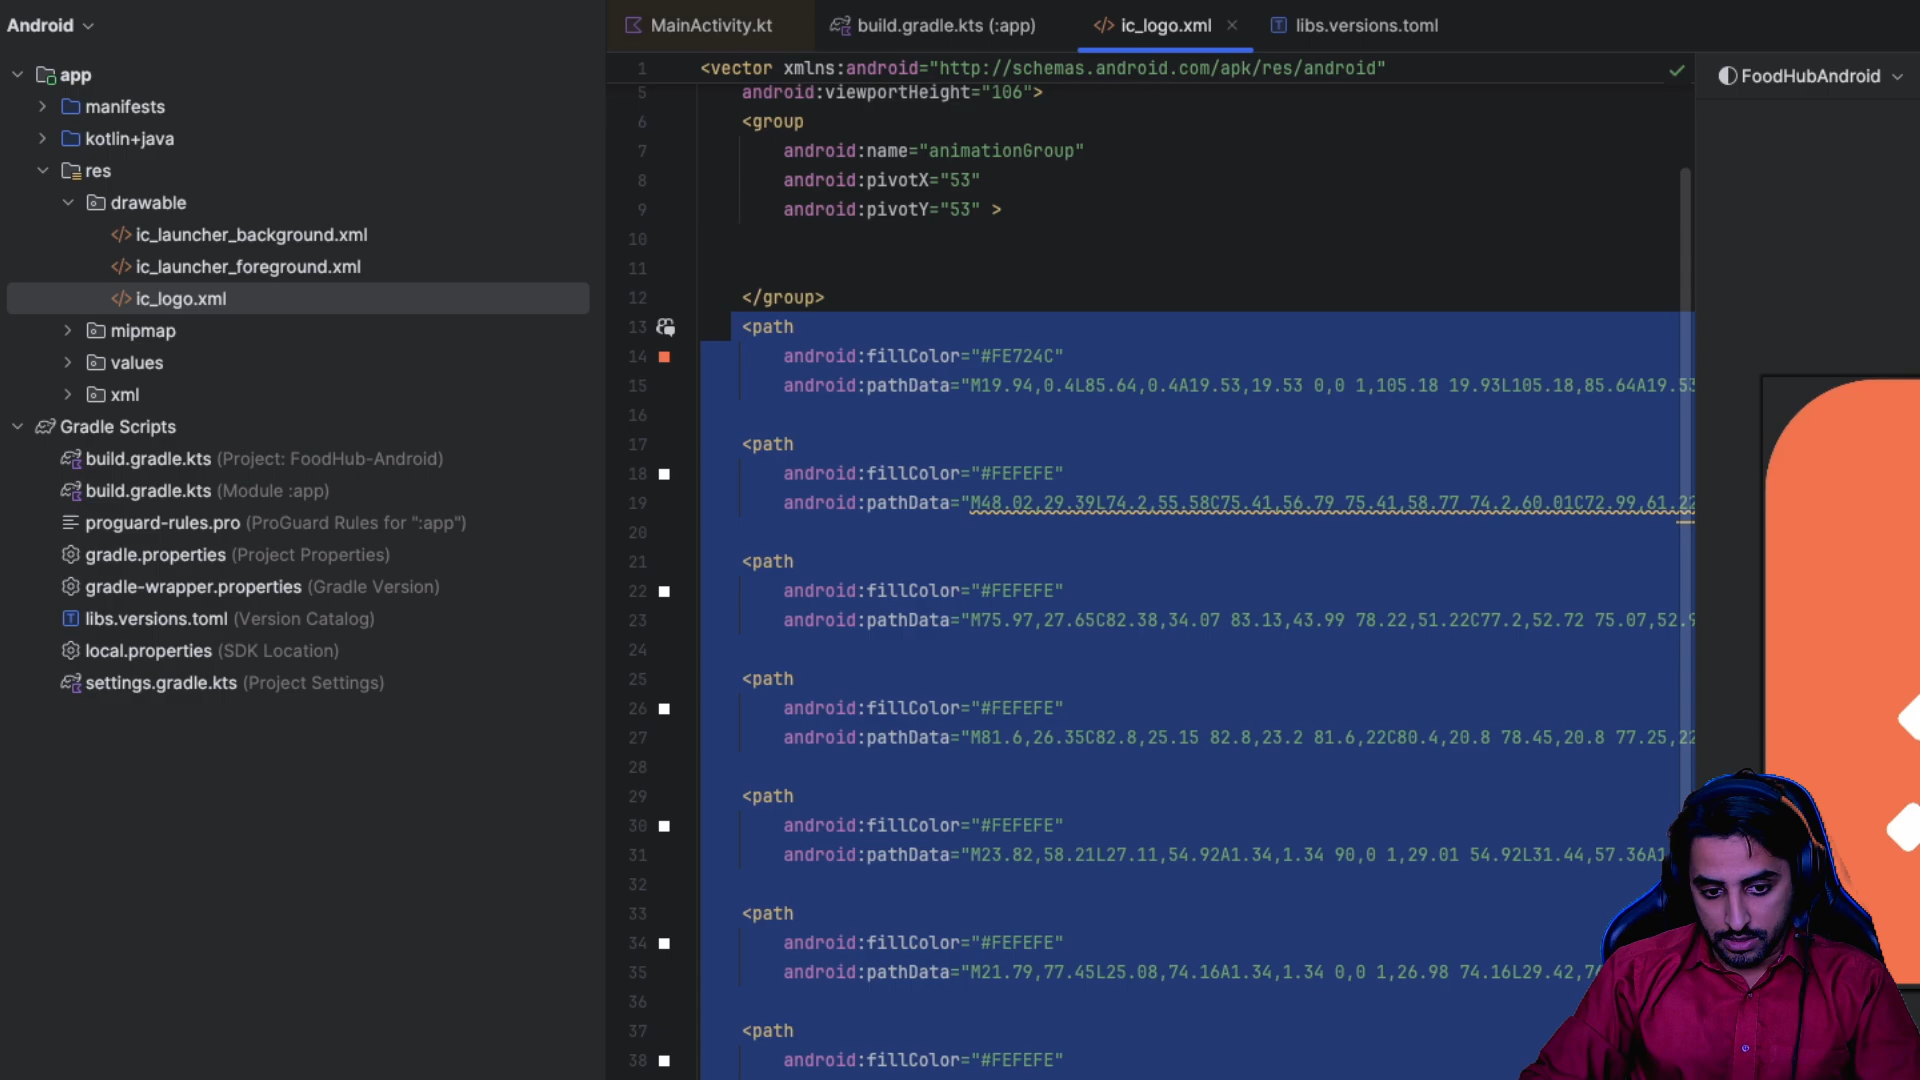 Android
app
manifests
kotlin+java
res
drawable
ic_launcher_background.xml
ic_launcher_foreground.xml
ic_logo.xml
mipmap
values
xml
Gradle Scripts
build.gradle.kts (Project: FoodHub-Android)
build.gradle.kts (Module :app)
proguard-rules.pro (ProGuard Rules for ":app")
gradle.properties (Project Properties)
gradle-wrapper.properties (Gradle Version)
libs.versions.toml (Version Catalog)
local.properties (SDK Location)
settings.gradle.kts (Project Settings)
MainActivity.kt
build.gradle.kts (:app)
</> ic_logo.xml
libs.versions.toml
1 <vector xmlns:android="http://schemas.android.com/apk/res/android"
5 android:viewportHeight="106">
6 <group
7 android:name="animationGroup"
8 android:pivotX="53"
9 android:pivotY="53" >
10
11
12 </group>
13 <path
14 android:fillColor="#FE724C"
15 android:pathData="M19.94,0.4L85.64,0.4A19.53,19.53 0,0 1,105.18 19.93L105.18,85.64A19.53
16
17 <path
18 android:fillColor="#FEFEFE"
19 android:pathData="M48.02,29.39L74.2,55.58C75.41,56.79 75.41,58.77 74.2,60.01C72.99,61.22
20
21 <path
22 android:fillColor="#FEFEFE"
23 android:pathData="M75.97,27.65C82.38,34.07 83.13,43.99 78.22,51.22C77.2,52.72 75.07,52.9
24
25 <path
26 android:fillColor="#FEFEFE"
27 android:pathData="M81.6,26.35C82.8,25.15 82.8,23.2 81.6,22C80.4,20.8 78.45,20.8 77.25,22
28
29 <path
30 android:fillColor="#FEFEFE"
31 android:pathData="M23.82,58.21L27.11,54.92A1.34,1.34 90,0 1,29.01 54.92L31.44,57.36A1
32
33 <path
34 android:fillColor="#FEFEFE"
35 android:pathData="M21.79,77.45L25.08,74.16A1.34,1.34 0,0 1,26.98 74.16L29.42,7
36
37 <path
38 android:fillColor="#FEFEFE"
FoodHubAndroid